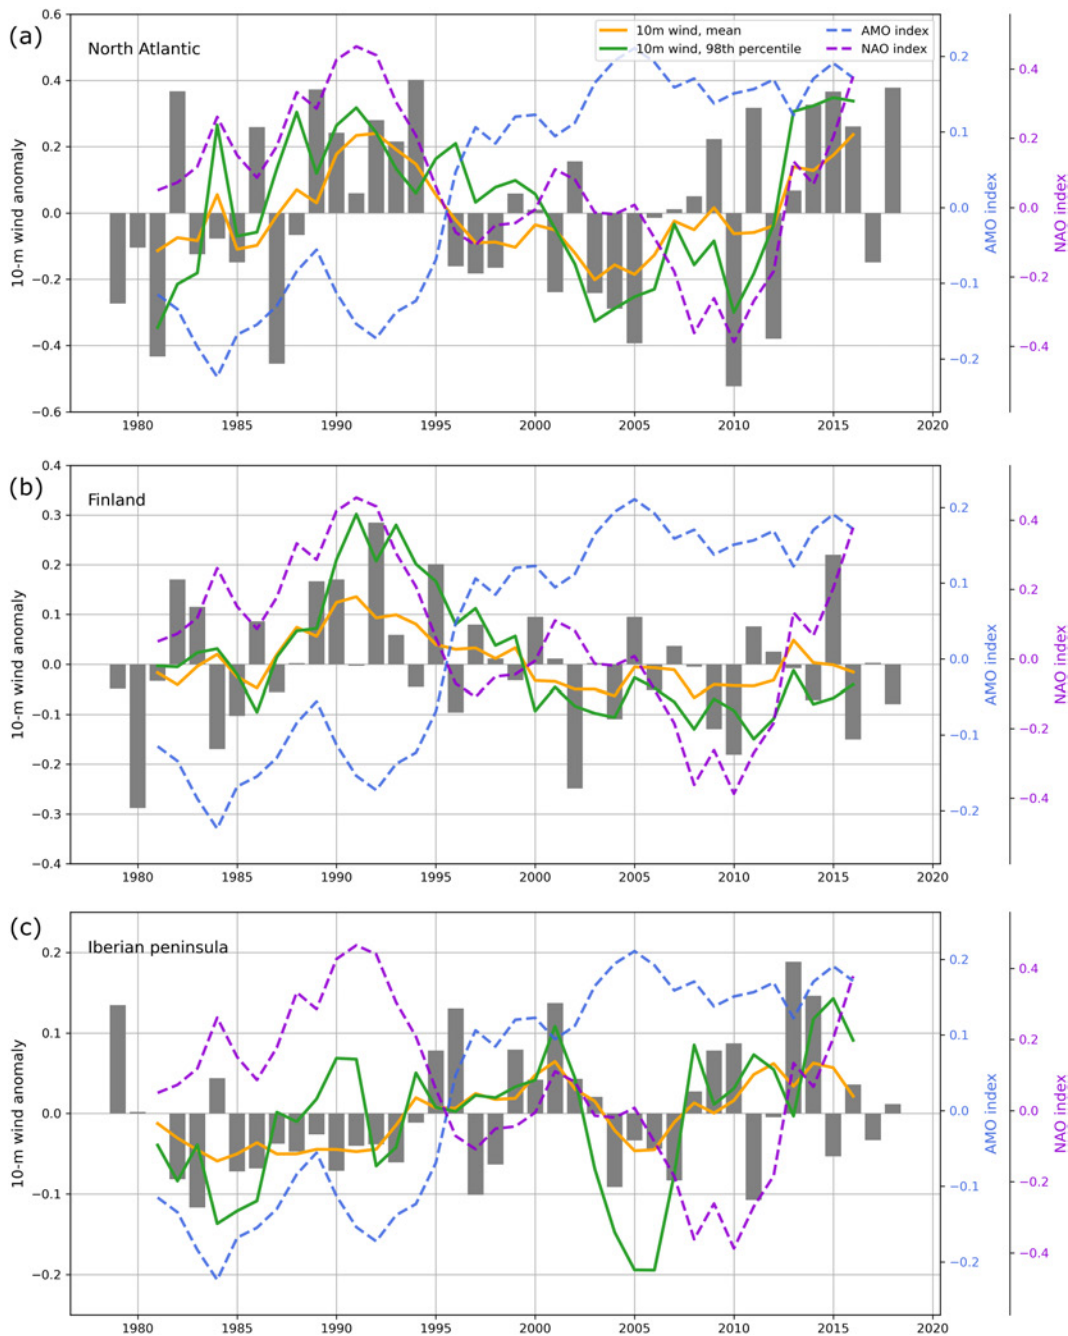 (a)
North Atlantic
10m wind, mean
10m wind, 98th percentile
AMO index
NAO index
0.6
0.4
0.2
0.0
−0.2
−0.4
−0.6
10-m wind anomaly
0.2
0.1
0.0
−0.1
−0.2
AMO index
0.4
0.2
0.0
−0.2
−0.4
NAO index
1980 1985 1990 1995 2000 2005 2010 2015 2020
(b)
Finland
0.4
0.3
0.2
0.1
0.0
−0.1
−0.2
−0.3
−0.4
10-m wind anomaly
0.2
0.1
0.0
−0.1
−0.2
AMO index
0.4
0.2
0.0
−0.2
−0.4
NAO index
1980 1985 1990 1995 2000 2005 2010 2015 2020
(c)
Iberian peninsula
0.2
0.1
0.0
−0.1
−0.2
10-m wind anomaly
0.2
0.1
0.0
−0.1
−0.2
AMO index
0.4
0.2
0.0
−0.2
−0.4
NAO index
1980 1985 1990 1995 2000 2005 2010 2015 2020